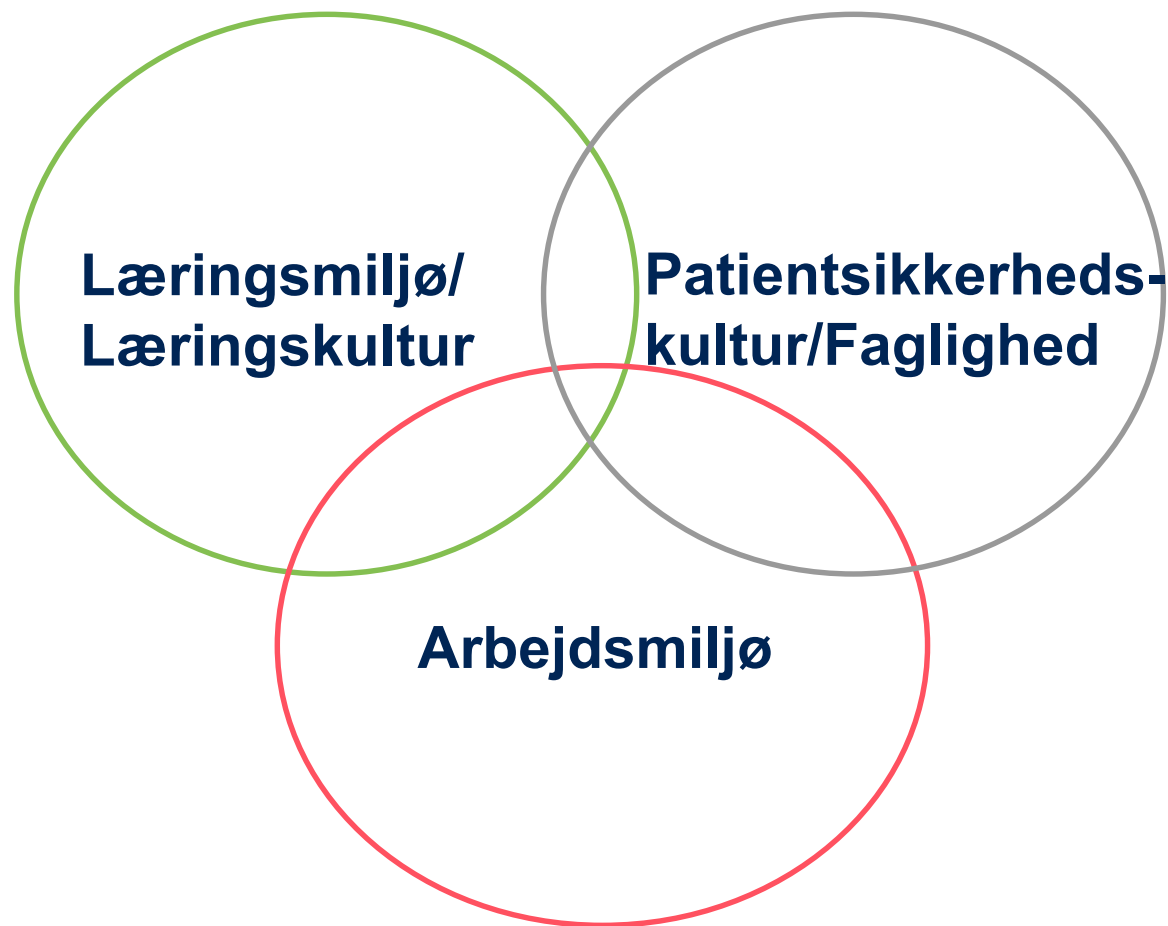 Læringsmiljø/
Læringskultur
Patientsikkerheds-
kultur/Faglighed
Arbejdsmiljø